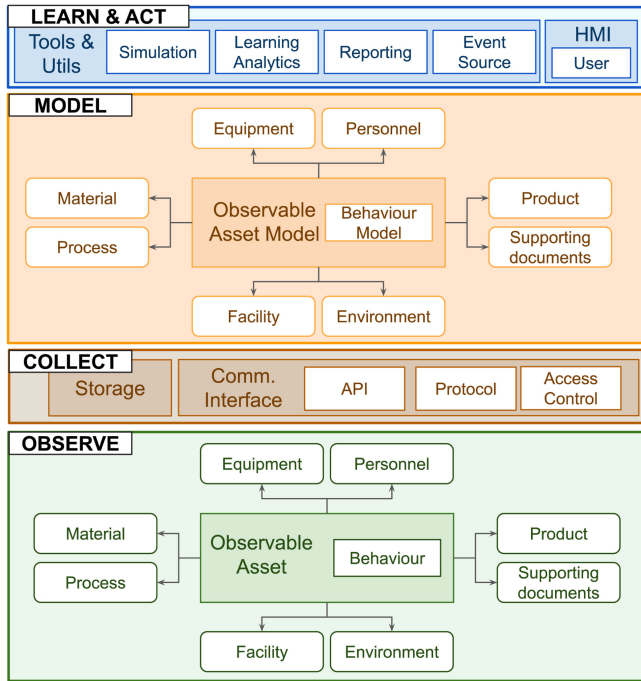 LEARN & ACT
Tools &
Utils
Simulation
Learning
Analytics
Reporting
Event
Source
HMI
User
MODEL
Equipment
Personnel
Material
Process
Observable
Asset Model
Behaviour
Model
Product
Supporting
documents
Facility
Environment
COLLECT
Storage
Comm.
Interface
API
Protocol
Access
Control
OBSERVE
Equipment
Personnel
Material
Process
Observable
Asset
Behaviour
Product
Supporting
documents
Facility
Environment